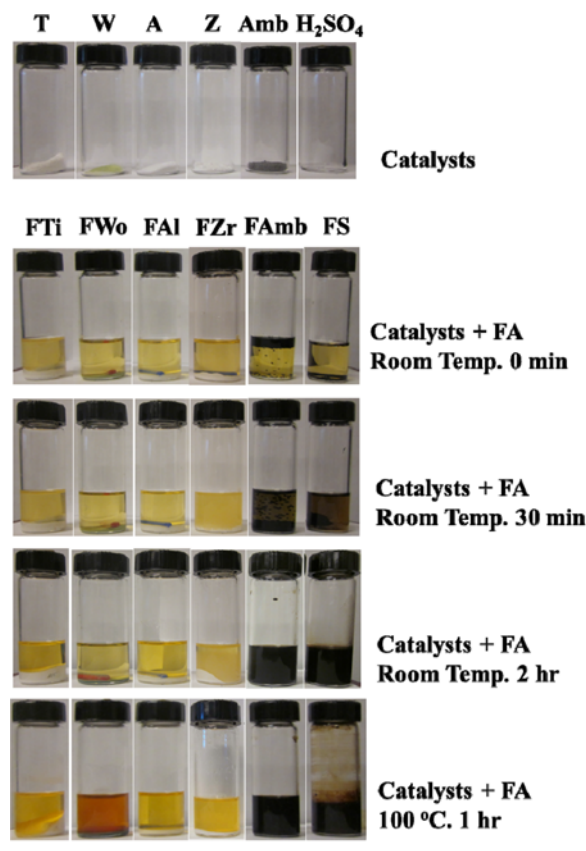 T W A Z Amb H₂SO₄
Catalysts
FTi FWo FAl FZr FAmb FS
Catalysts + FA
Room Temp. 0 min
Catalysts + FA
Room Temp. 30 min
Catalysts + FA
Room Temp. 2 hr
Catalysts + FA
100 ºC. 1 hr